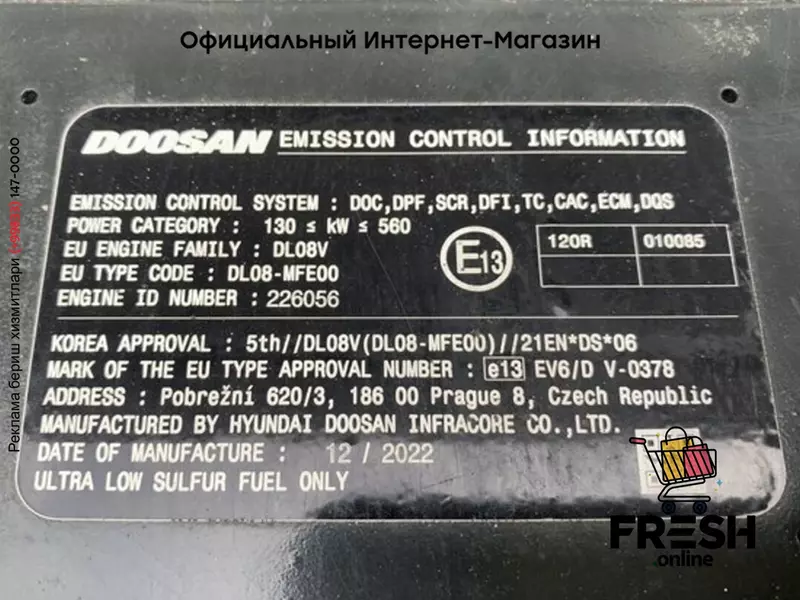 Официальный Интернет-Магазин
DOOSAN EMISSION CONTROL INFORMATION
EMISSION CONTROL SYSTEM : DOC,DPF,SCR,DFI,TC,CAC,ECM,DQS
POWER CATEGORY : 130 ≤ kW ≤ 560
EU ENGINE FAMILY : DL08V
EU TYPE CODE : DL08-MFE00
ENGINE ID NUMBER : 226056
E13
120R 010085
KOREA APPROVAL : 5th//DL08V(DL08-MFE00)//21EN*DS*06
MARK OF THE EU TYPE APPROVAL NUMBER : e13 EV6/D V-0378
ADDRESS : Pobrežní 620/3, 186 00 Prague 8, Czech Republic
MANUFACTURED BY HYUNDAI DOOSAN INFRACORE CO.,LTD.
DATE OF MANUFACTURE : 12 / 2022
ULTRA LOW SULFUR FUEL ONLY
Реклама бериш хизмитлари 147-0000
FRESH
.online